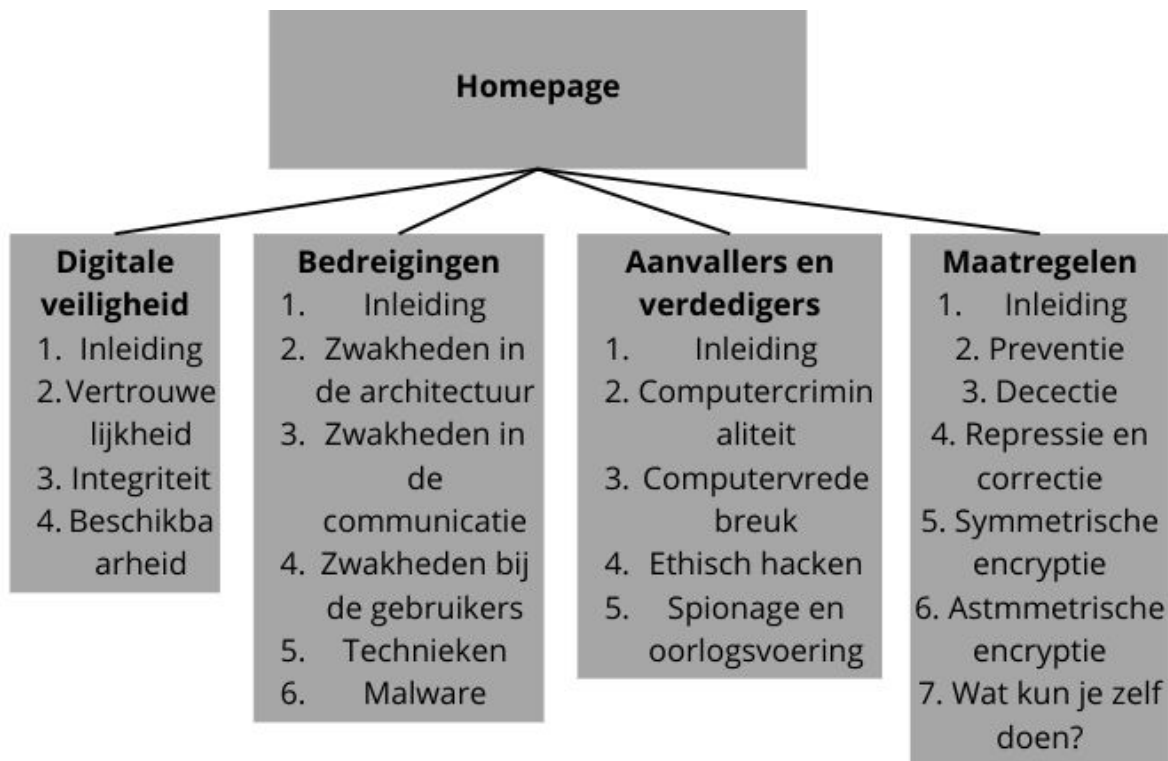 Homepage
Digitale
veiligheid
1. Inleiding
2. Vertrouwe
lijkheid
3. Integriteit
4. Beschikba
arheid
Bedreigingen
1. Inleiding
2. Zwakheden in
de architectuur
3. Zwakheden in
de
communicatie
4. Zwakheden bij
de gebruikers
5. Technieken
6. Malware
Aanvallers en
verdedigers
1. Inleiding
2. Computercrimin
aliteit
3. Computervrede
breuk
4. Ethisch hacken
5. Spionage en
oorlogsvoering
Maatregelen
1. Inleiding
2. Preventie
3. Decectie
4. Repressie en
correctie
5. Symmetrische
encryptie
6. Astmmetrische
encryptie
7. Wat kun je zelf
doen?